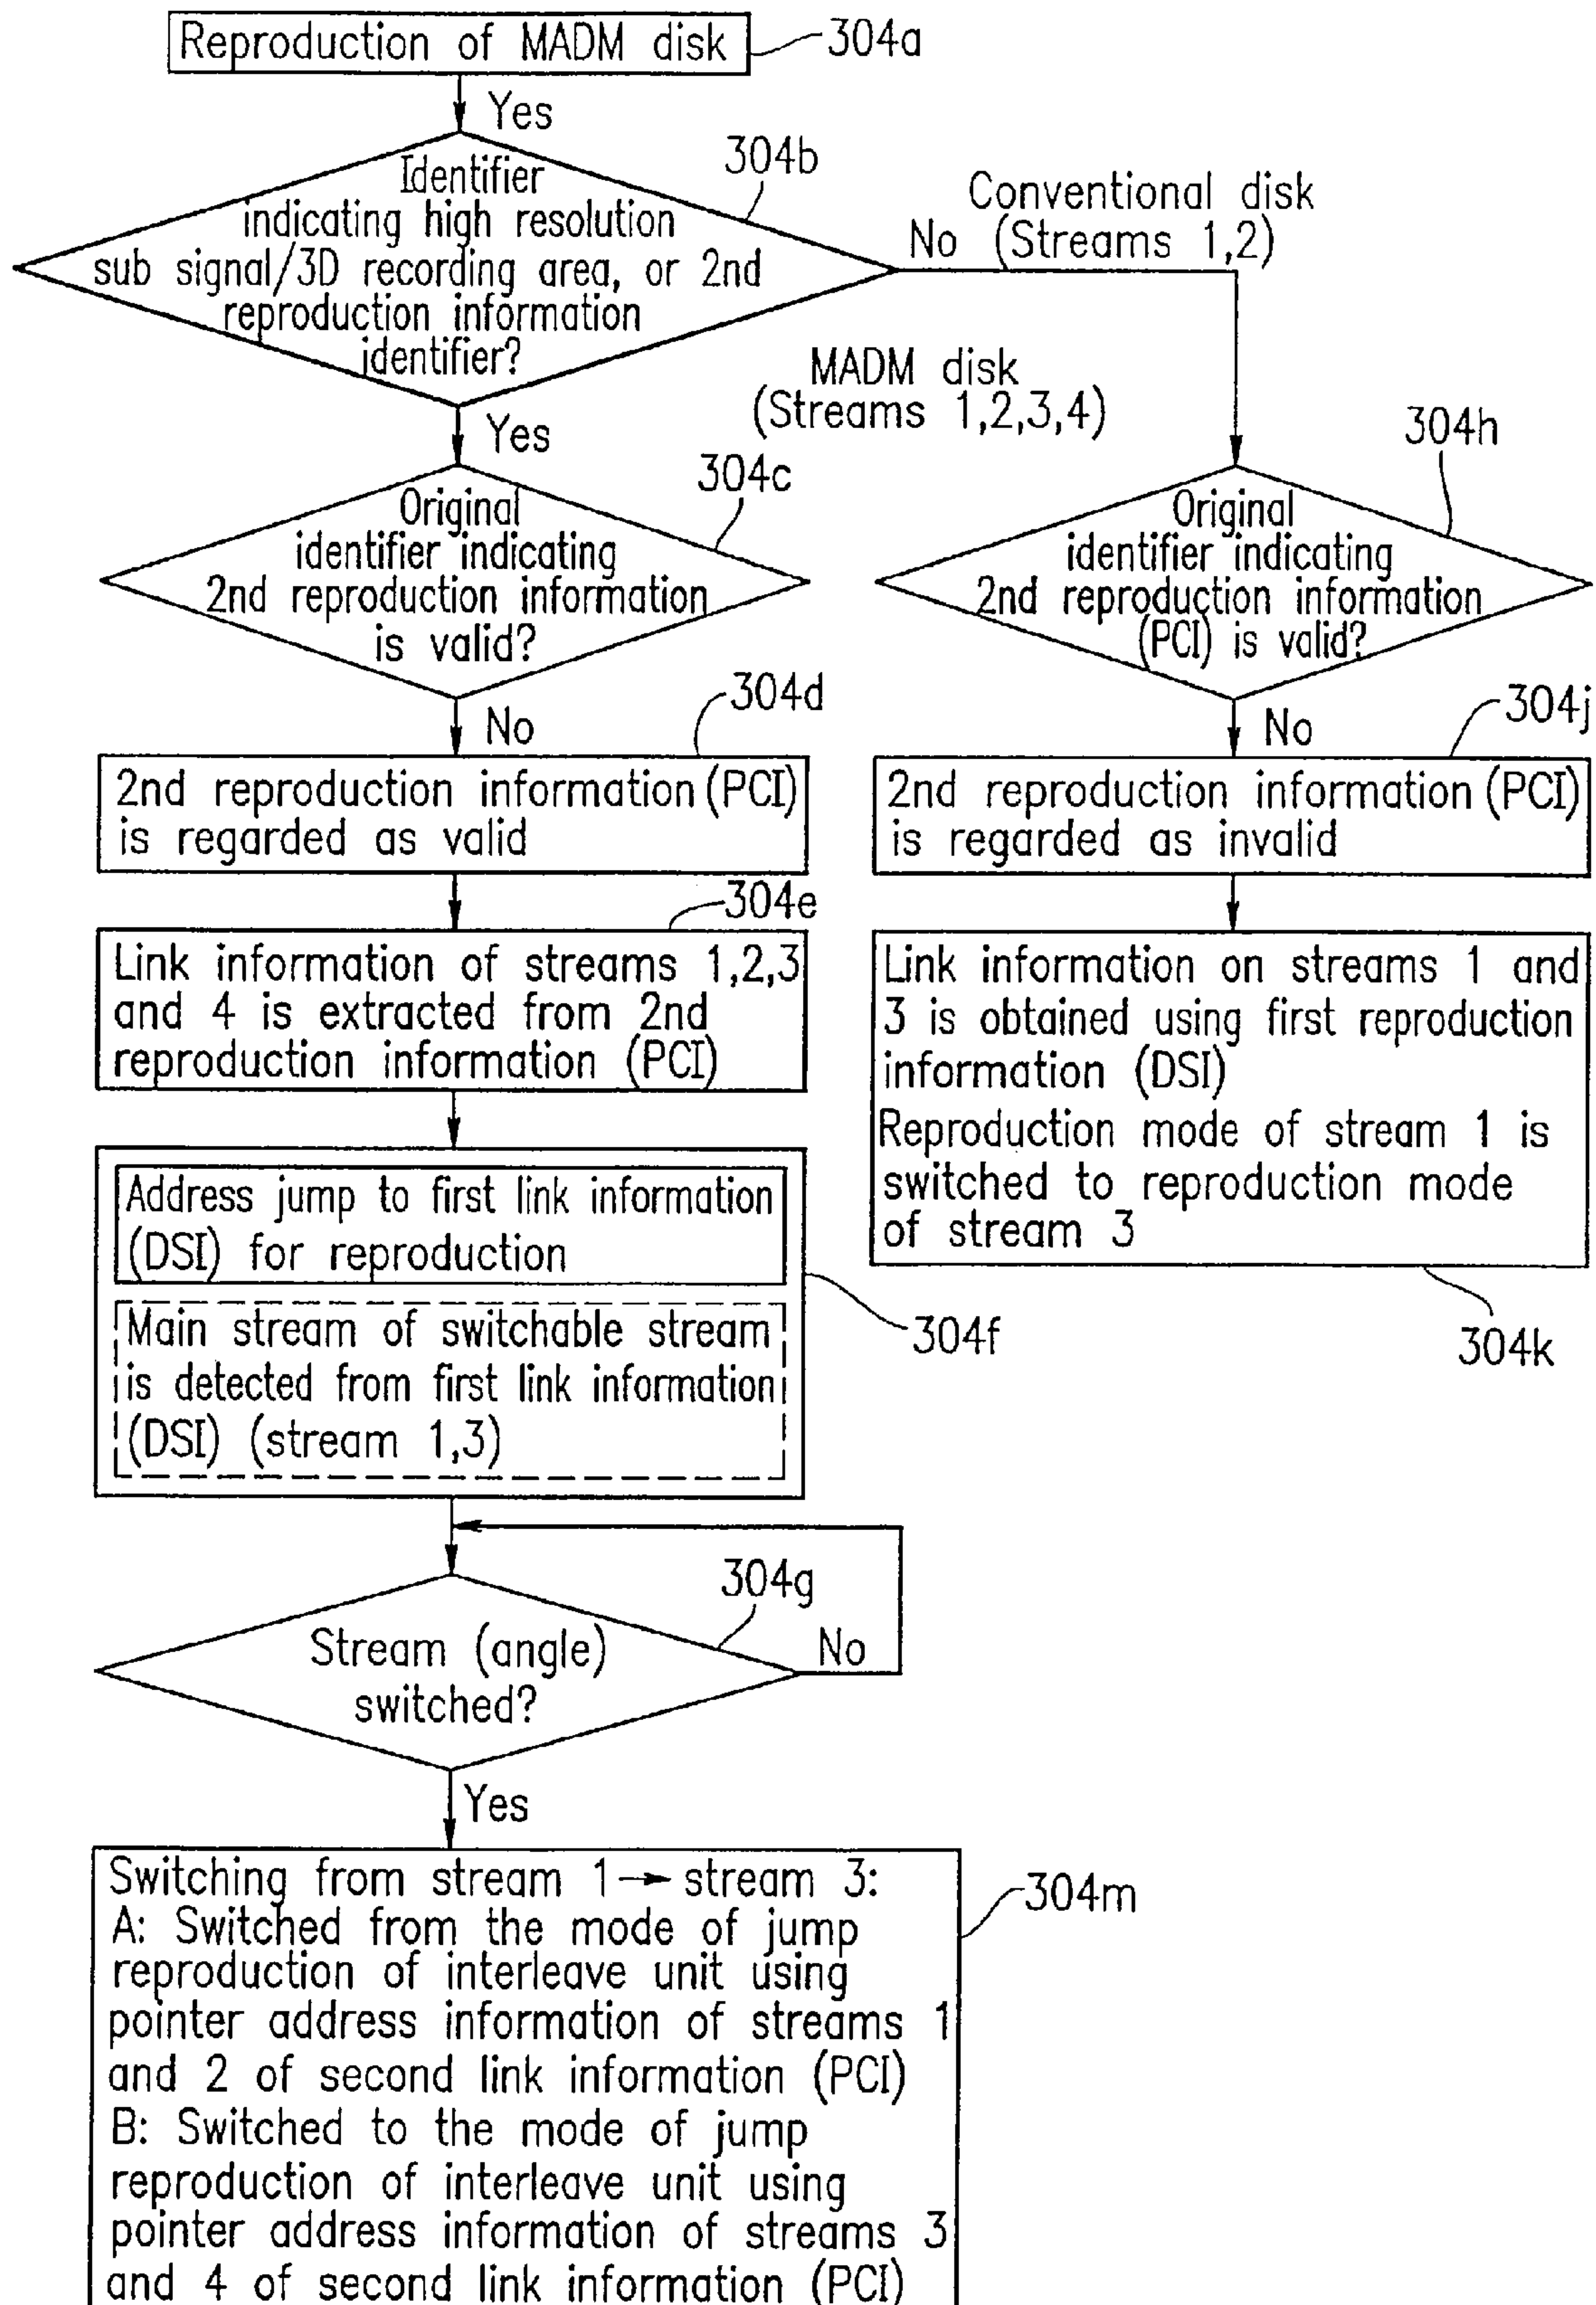 Reproduction of MADM disk
304a
Yes
Identifier
indicating high resolution
sub signal/3D recording area, or 2nd
reproduction information
identifier?
304b
Conventional disk
No (Streams 1,2)
MADM disk
(Streams 1,2,3,4)
Yes
304c
Original
identifier indicating
2nd reproduction information
is valid?
304h
Original
identifier indicating
2nd reproduction information
(PCI) is valid?
No
304d
2nd reproduction information (PCI)
is regarded as valid
No
304j
2nd reproduction information (PCI)
is regarded as invalid
304e
Link information of streams 1,2,3
and 4 is extracted from 2nd
reproduction information (PCI)
Link information on streams 1 and
3 is obtained using first reproduction
information (DSI)
Reproduction mode of stream 1 is
switched to reproduction mode
of stream 3
304k
Address jump to first link information
(DSI) for reproduction
Main stream of switchable stream
is detected from first link information
(DSI) (stream 1,3)
304f
304g
Stream (angle)
switched?
No
Yes
Switching from stream 1→ stream 3:
A: Switched from the mode of jump
reproduction of interleave unit using
pointer address information of streams 1
and 2 of second link information (PCI)
B: Switched to the mode of jump
reproduction of interleave unit using
pointer address information of streams 3
and 4 of second link information (PCI)
304m